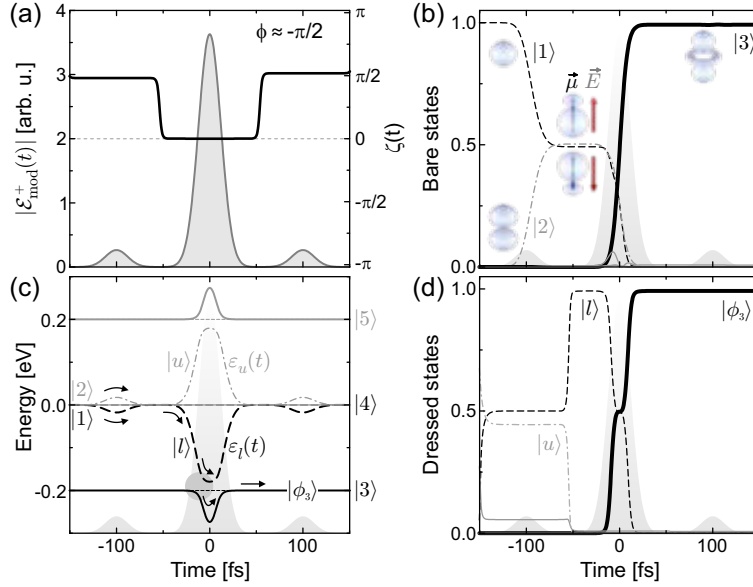 (a)
ϕ ≈ -π/2
|ℰ⁺mod(t)| [arb. u.]
4
3
2
1
0
π
π/2
0
-π/2
-π
ζ(t)
(b)
Bare states
1.0
0.5
0.0
|1⟩
|2⟩
|3⟩
μ⃗ E⃗
(c)
Energy [eV]
0.2
0.0
-0.2
|5⟩
|u⟩ εu(t)
|2⟩
|1⟩
|4⟩
|l⟩ εl(t)
|ϕ₃⟩
|3⟩
-100 0 100
Time [fs]
(d)
Dressed states
1.0
0.5
0.0
|l⟩
|ϕ₃⟩
|u⟩
-100 0 100
Time [fs]